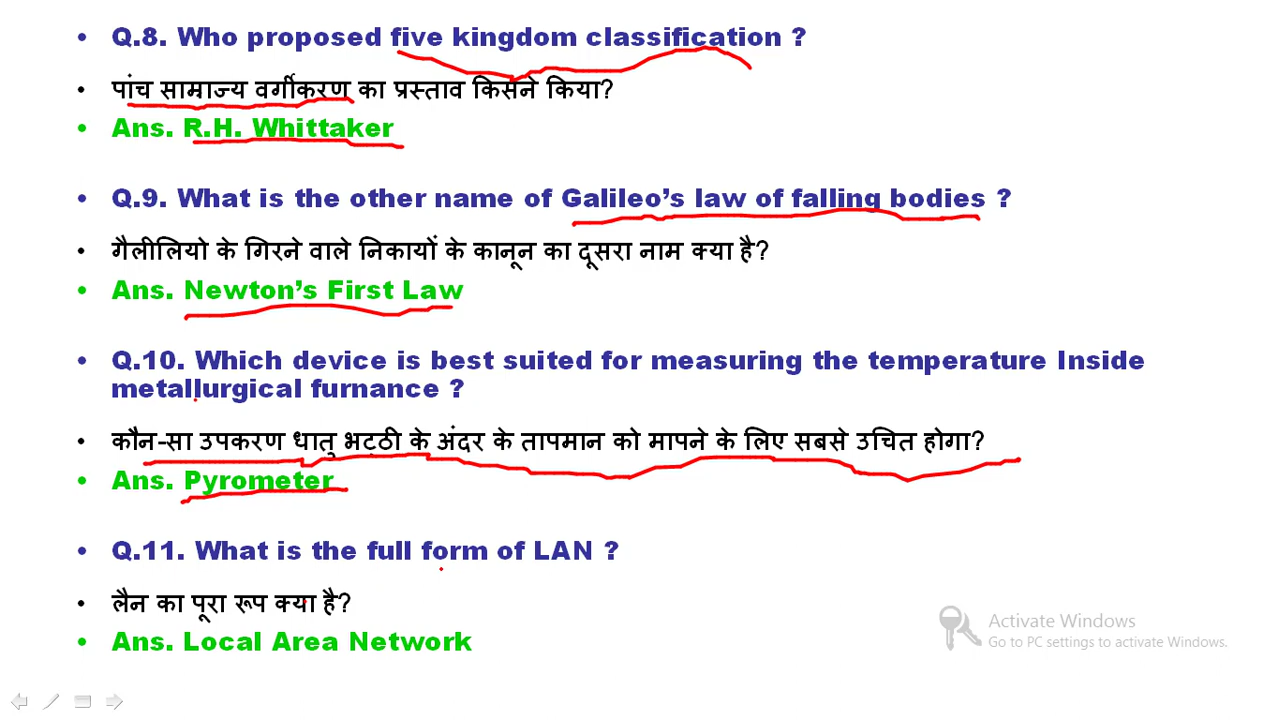 • Q.8. Who proposed five kingdom classification ?
• पांच साम्राज्य वर्गीकरण का प्रस्ताव किसने किया?
• Ans. R.H. Whittaker
• Q.9. What is the other name of Galileo's law of falling bodies ?
• गैलीलियो के गिरने वाले निकायों के कानून का दूसरा नाम क्या है?
• Ans. Newton's First Law
• Q.10. Which device is best suited for measuring the temperature Inside
metallurgical furnance ?
• कौन-सा उपकरण धातु भट्ठी के अंदर के तापमान को मापने के लिए सबसे उचित होगा?
• Ans. Pyrometer
• Q.11. What is the full form of LAN ?
• लैन का पूरा रूप क्या है?
• Ans. Local Area Network
Activate Windows
Go to PC settings to activate Windows.